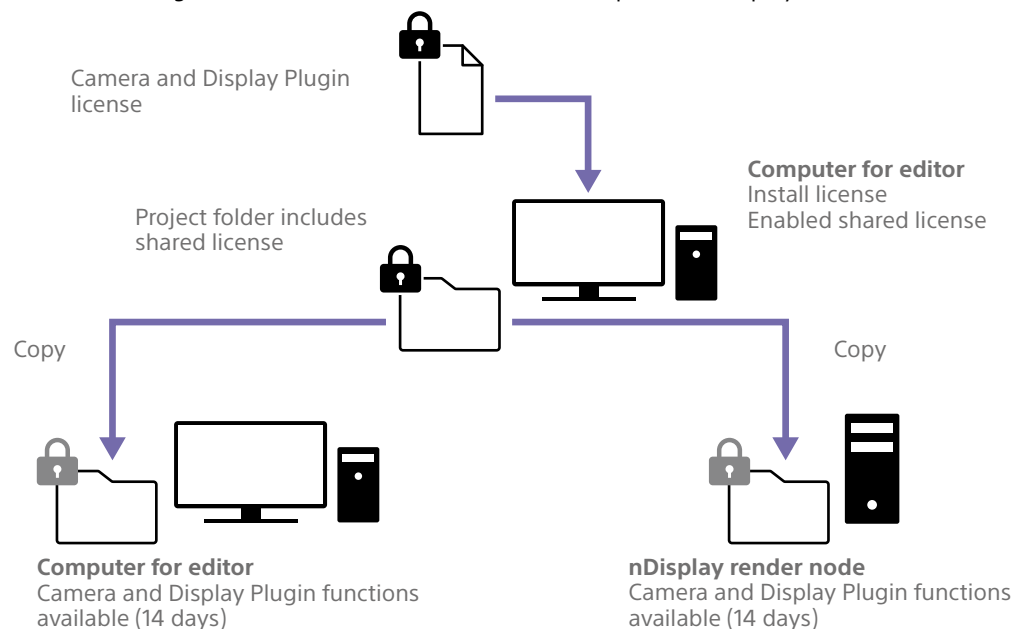 Camera and Display Plugin
license
Computer for editor
Install license
Enabled shared license
Project folder includes
shared license
Copy
Copy
Computer for editor
Camera and Display Plugin functions
available (14 days)
nDisplay render node
Camera and Display Plugin functions
available (14 days)